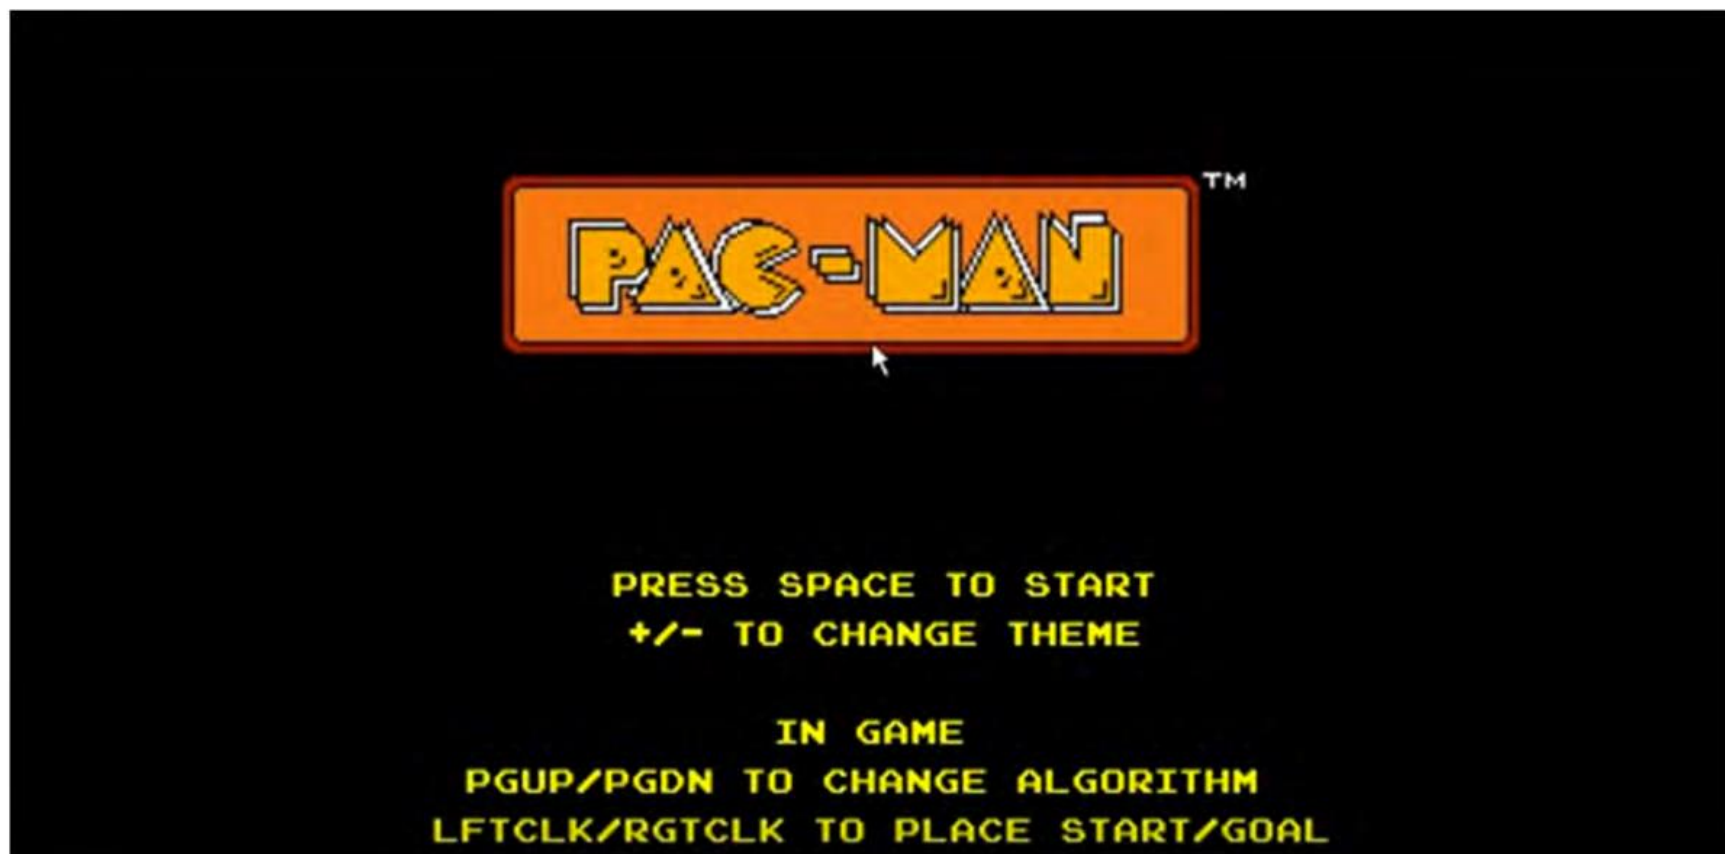 PAC-MAN TM
PRESS SPACE TO START
+/- TO CHANGE THEME
IN GAME
PGUP/PGDN TO CHANGE ALGORITHM
LFTCLK/RGTCLK TO PLACE START/GOAL